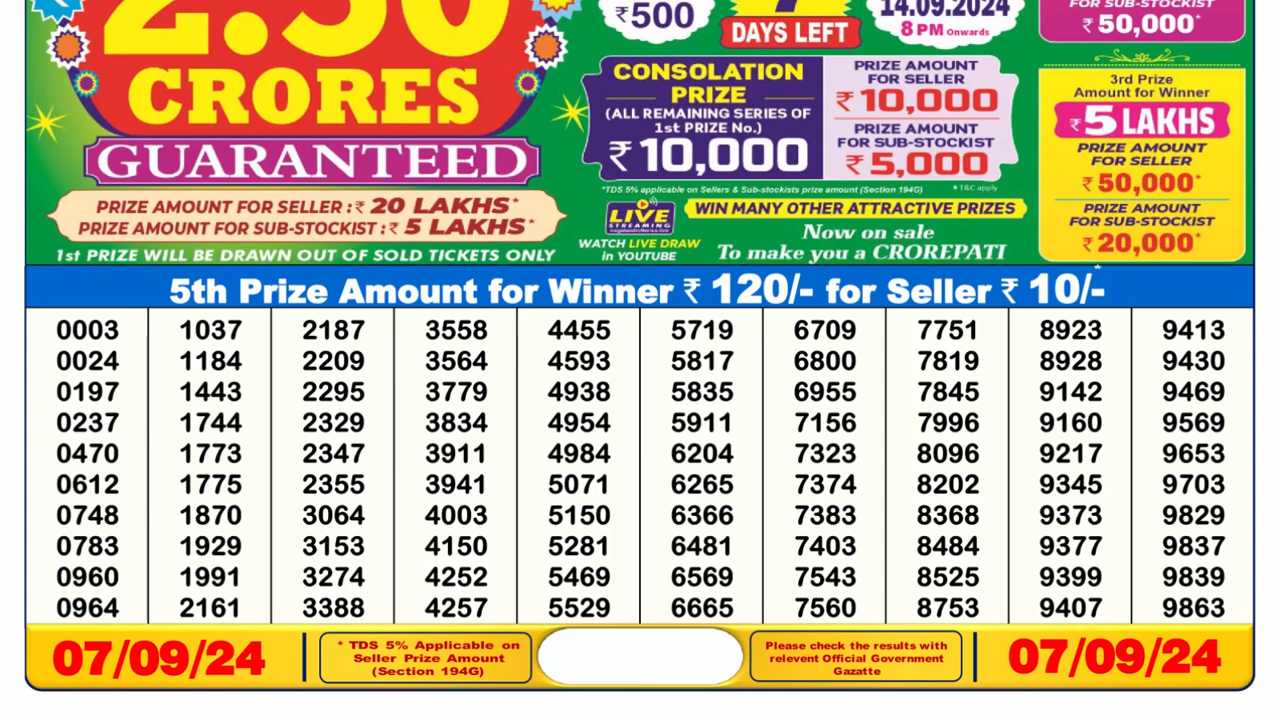 2.50
CRORES
GUARANTEED
PRIZE AMOUNT FOR SELLER :₹ 20 LAKHS*
PRIZE AMOUNT FOR SUB-STOCKIST :₹ 5 LAKHS*
1st PRIZE WILL BE DRAWN OUT OF SOLD TICKETS ONLY
₹500
7
DAYS LEFT
14.09.2024
8 PM Onwards
CONSOLATION
PRIZE
(ALL REMAINING SERIES OF
1st PRIZE No.)
₹10,000
PRIZE AMOUNT
FOR SELLER
₹10,000
PRIZE AMOUNT
FOR SUB-STOCKIST
₹5,000
*TDS 5% applicable on Sellers & Sub-stockists prize amount (Section 194G)
★T&C apply
LIVE
STREAMING
WATCH LIVE DRAW
in YOUTUBE
WIN MANY OTHER ATTRACTIVE PRIZES
Now on sale
To make you a CROREPATI
FOR SUB-STOCKIST
₹50,000*
3rd Prize
Amount for Winner
₹5 LAKHS
PRIZE AMOUNT
FOR SELLER
₹50,000*
PRIZE AMOUNT
FOR SUB-STOCKIST
₹20,000*
5th Prize Amount for Winner ₹ 120/- for Seller ₹ 10/-*
0003 1037 2187 3558 4455 5719 6709 7751 8923 9413
0024 1184 2209 3564 4593 5817 6800 7819 8928 9430
0197 1443 2295 3779 4938 5835 6955 7845 9142 9469
0237 1744 2329 3834 4954 5911 7156 7996 9160 9569
0470 1773 2347 3911 4984 6204 7323 8096 9217 9653
0612 1775 2355 3941 5071 6265 7374 8202 9345 9703
0748 1870 3064 4003 5150 6366 7383 8368 9373 9829
0783 1929 3153 4150 5281 6481 7403 8484 9377 9837
0960 1991 3274 4252 5469 6569 7543 8525 9399 9839
0964 2161 3388 4257 5529 6665 7560 8753 9407 9863
07/09/24
* TDS 5% Applicable on
Seller Prize Amount
(Section 194G)
Please check the results with
relevent Official Government
Gazatte
07/09/24